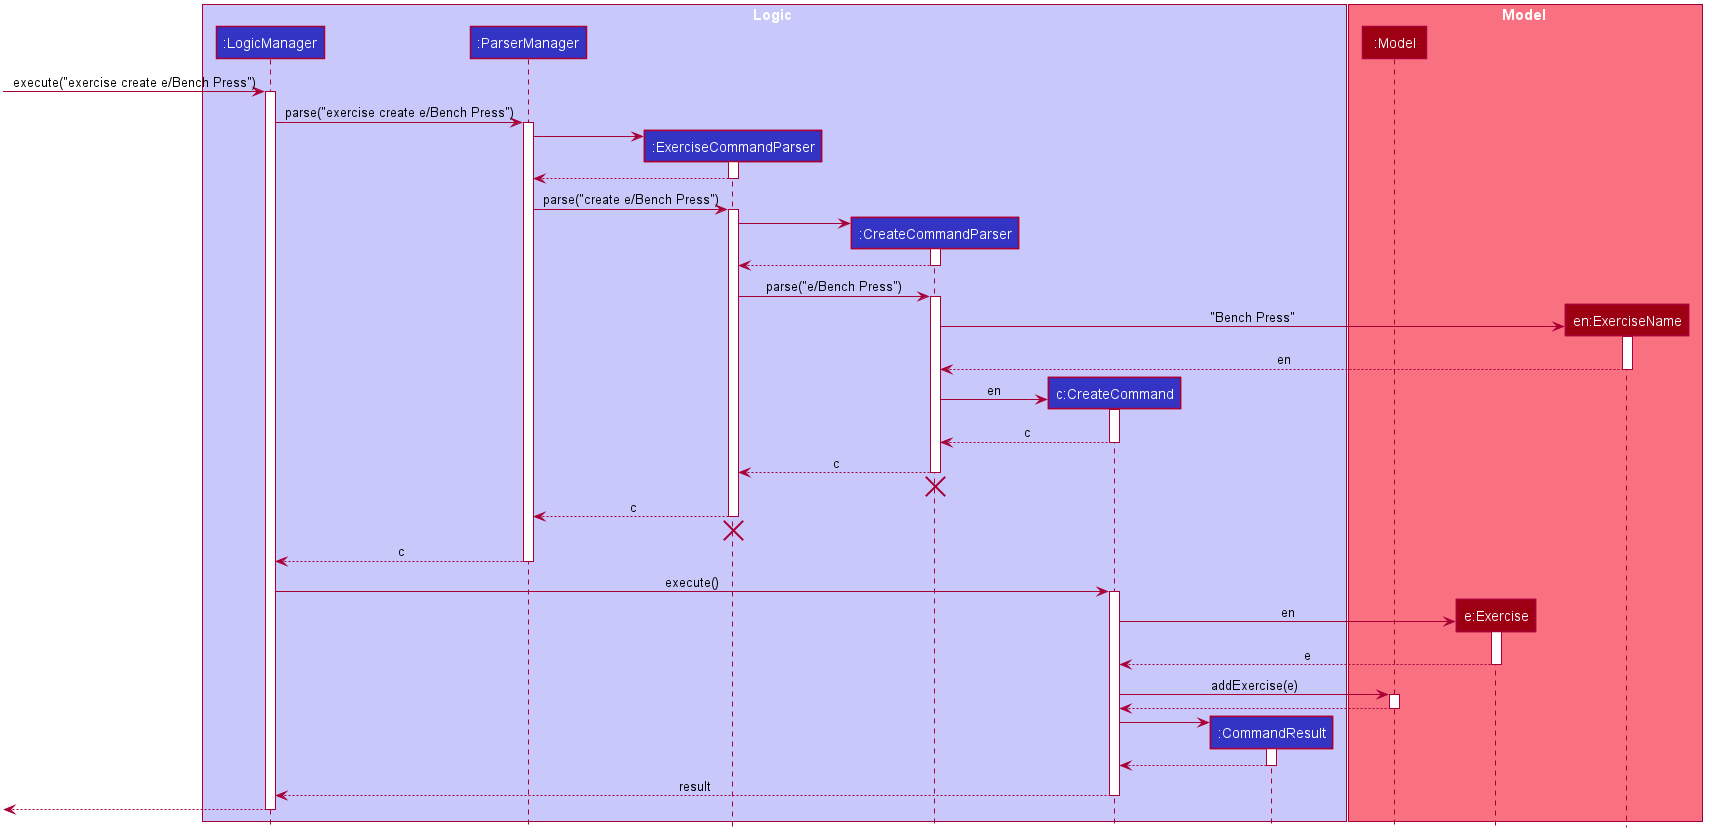 Logic
Model
:LogicManager
:ParserManager
:Model
execute("exercise create e/Bench Press")
parse("exercise create e/Bench Press")
:ExerciseCommandParser
parse("create e/Bench Press")
:CreateCommandParser
parse("e/Bench Press")
"Bench Press"
en:ExerciseName
en
en
c:CreateCommand
c
c
c
c
execute()
en
e:Exercise
e
addExercise(e)
:CommandResult
result